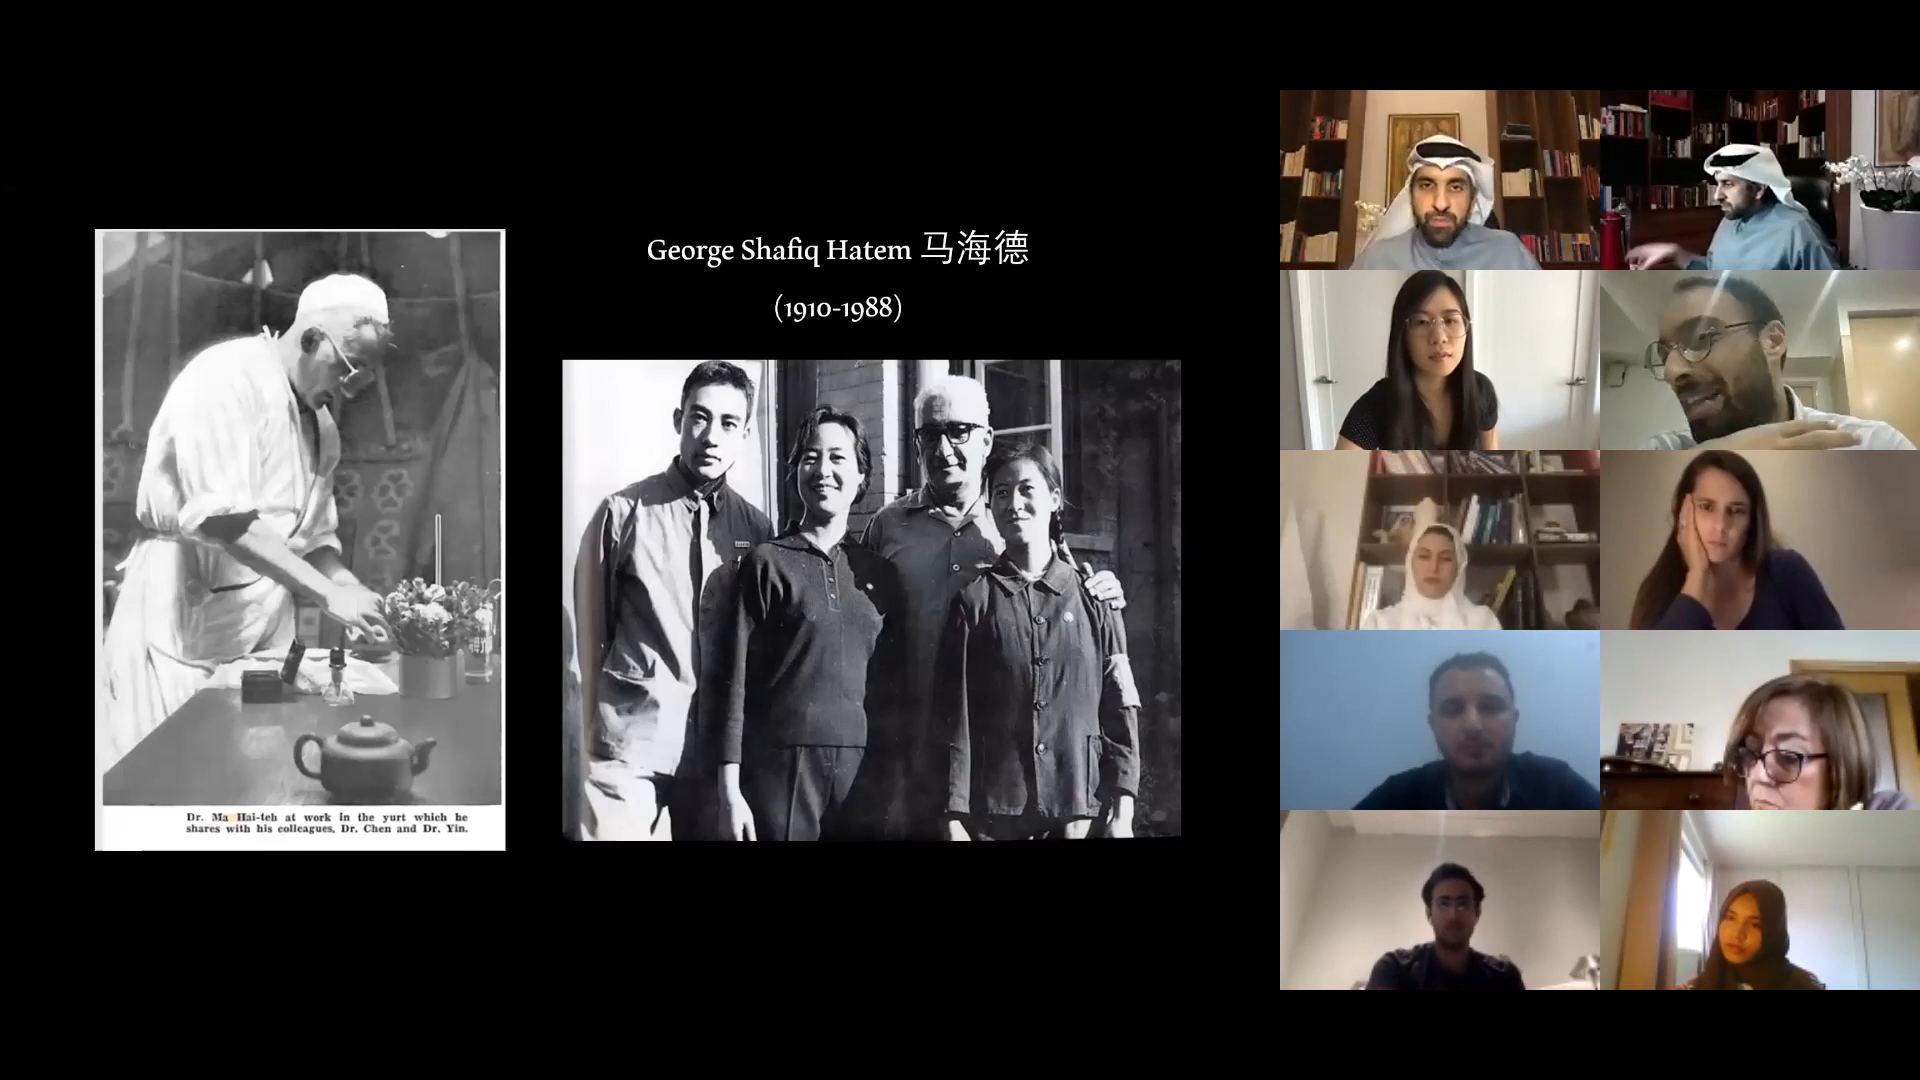 George Shafiq Hatem 马海德
(1910-1988)
Dr. Ma Hai-teh at work in the yurt which he
shares with his colleagues, Dr. Chen and Dr. Yin.